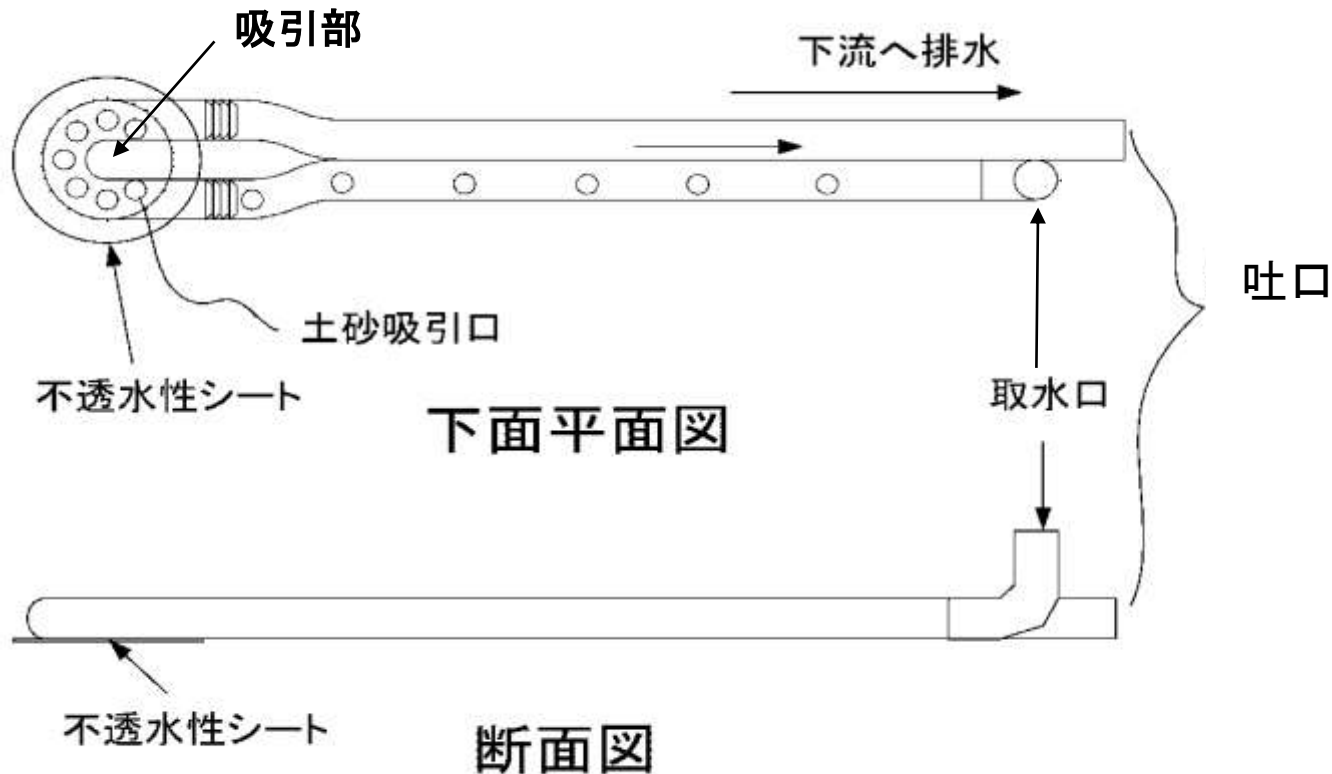 吸引部
下流へ排水
吐口
土砂吸引口
不透水性シート
取水口
下面平面図
不透水性シート
断面図